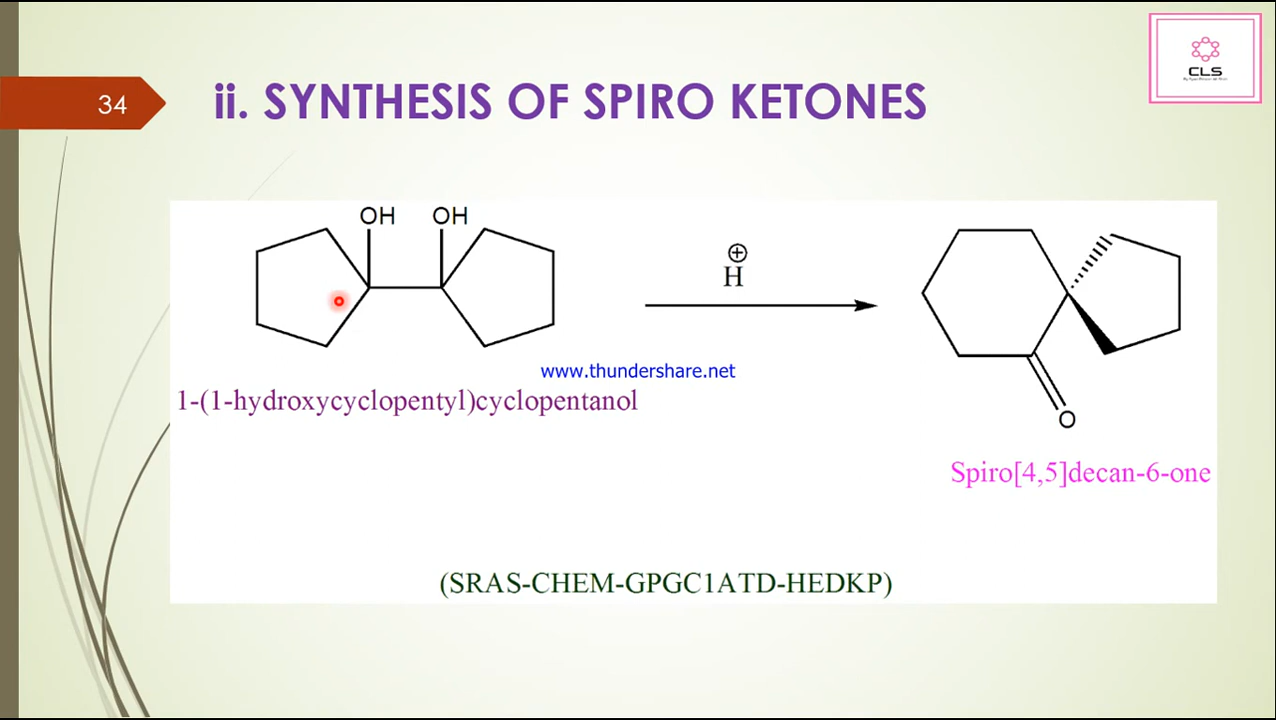 34
ii. SYNTHESIS OF SPIRO KETONES
CLS
OH OH
⊕
H
www.thundershare.net
1-(1-hydroxycyclopentyl)cyclopentanol
O
Spiro[4,5]decan-6-one
(SRAS-CHEM-GPGC1ATD-HEDKP)